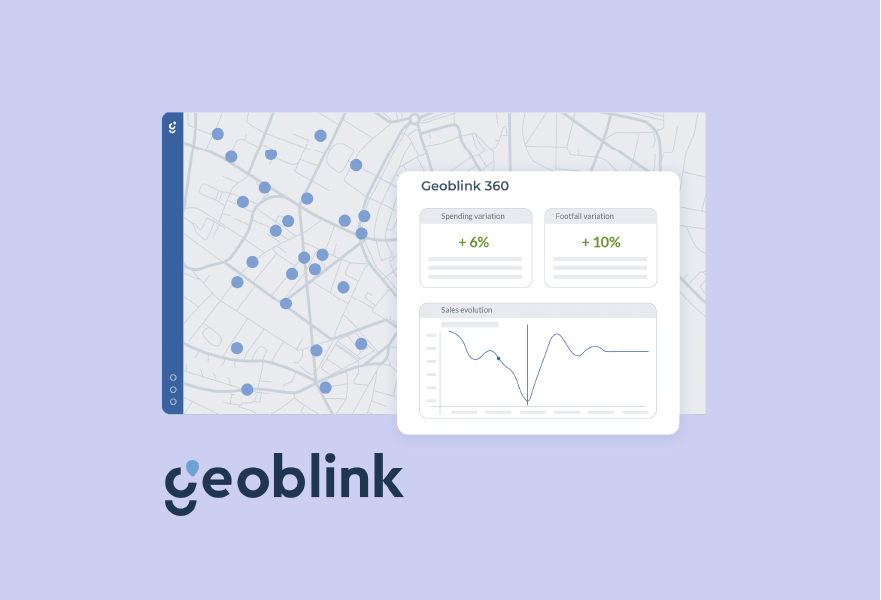 Geoblink 360
Spending variation
Footfall variation
+ 6%
+ 10%
Sales evolution
geoblink